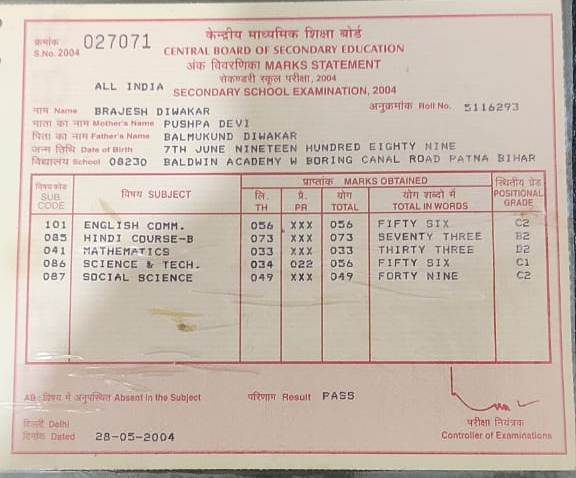 क्रमांक
S.No. 2004 027071
केन्द्रीय माध्यमिक शिक्षा बोर्ड
CENTRAL BOARD OF SECONDARY EDUCATION
अंक विवरणिका MARKS STATEMENT
सेकण्डरी स्कूल परीक्षा, 2004
ALL INDIA SECONDARY SCHOOL EXAMINATION, 2004
नाम Name BRAJESH DIWAKAR अनुक्रमांक Roll No. 5116293
माता का नाम Mother's Name PUSHPA DEVI
पिता का नाम Father's Name BALMUKUND DIWAKAR
जन्म तिथि Date of Birth 7TH JUNE NINETEEN HUNDRED EIGHTY NINE
विद्यालय School 08230 BALDWIN ACADEMY W BORING CANAL ROAD PATNA BIHAR
विषय कोड SUB. CODE विषय SUBJECT प्राप्तांक MARKS OBTAINED स्थितीय ग्रेड POSITIONAL GRADE
लि. TH प्रे. PR योग TOTAL योग शब्दो में TOTAL IN WORDS
101 ENGLISH COMM. 056 XXX 056 FIFTY SIX C2
085 HINDI COURSE-B 073 XXX 073 SEVENTY THREE B2
041 MATHEMATICS 033 XXX 033 THIRTY THREE D2
086 SCIENCE & TECH. 034 022 056 FIFTY SIX C1
087 SOCIAL SCIENCE 049 XXX 049 FORTY NINE C2
AB : विषय में अनुपस्थित Absent in the Subject परिणाम Result PASS
दिल्ली Delhi
दिनांक Dated 28-05-2004
परीक्षा नियंत्रक
Controller of Examinations